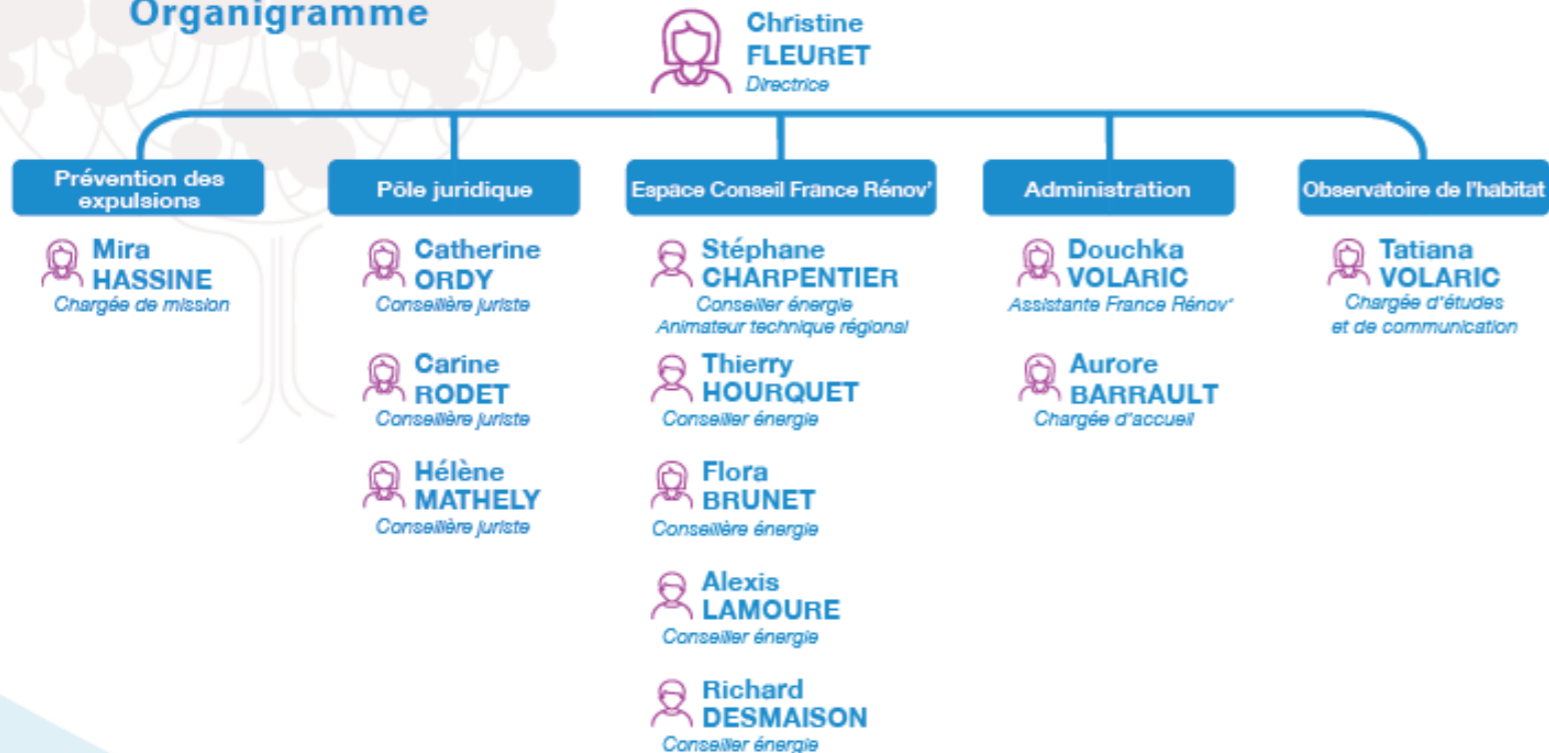 Organigramme
Christine
FLEURET
Directrice
Prévention des
expulsions
Mira
HASSINE
Chargée de mission
Pôle juridique
Catherine
ORDY
Conseillère juriste
Carine
RODET
Conseillère juriste
Hélène
MATHELY
Conseillère juriste
Espace Conseil France Rénov'
Stéphane
CHARPENTIER
Conseiller énergie
Animateur technique régional
Thierry
HOURQUET
Conseiller énergie
Flora
BRUNET
Conseillère énergie
Alexis
LAMOURE
Conseiller énergie
Richard
DESMAISON
Conseiller énergie
Administration
Douchka
VOLARIC
Assistante France Rénov'
Aurore
BARRAULT
Chargée d'accueil
Observatoire de l'habitat
Tatiana
VOLARIC
Chargée d'études
et de communication